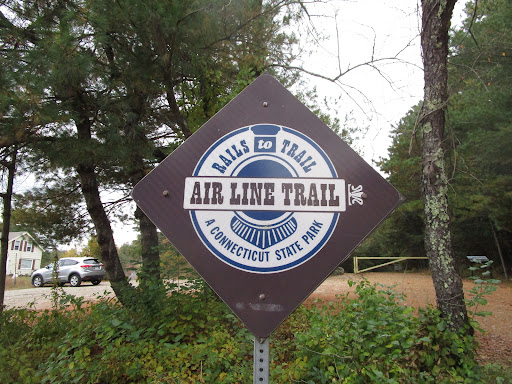 RAILS to TRAIL
AIR LINE TRAIL
A CONNECTICUT STATE PARK